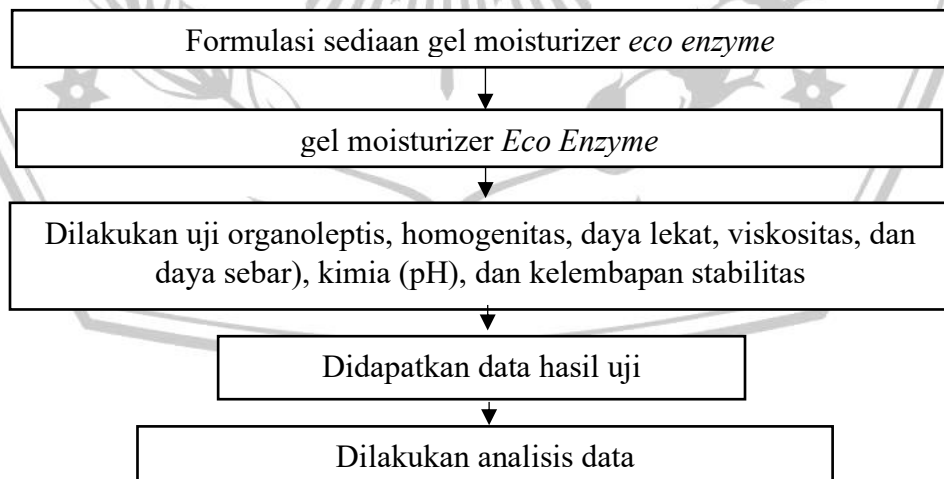 Formulasi sediaan gel moisturizer eco enzyme
gel moisturizer Eco Enzyme
Dilakukan uji organoleptis, homogenitas, daya lekat, viskositas, dan
daya sebar), kimia (pH), dan kelembapan stabilitas
Didapatkan data hasil uji
Dilakukan analisis data